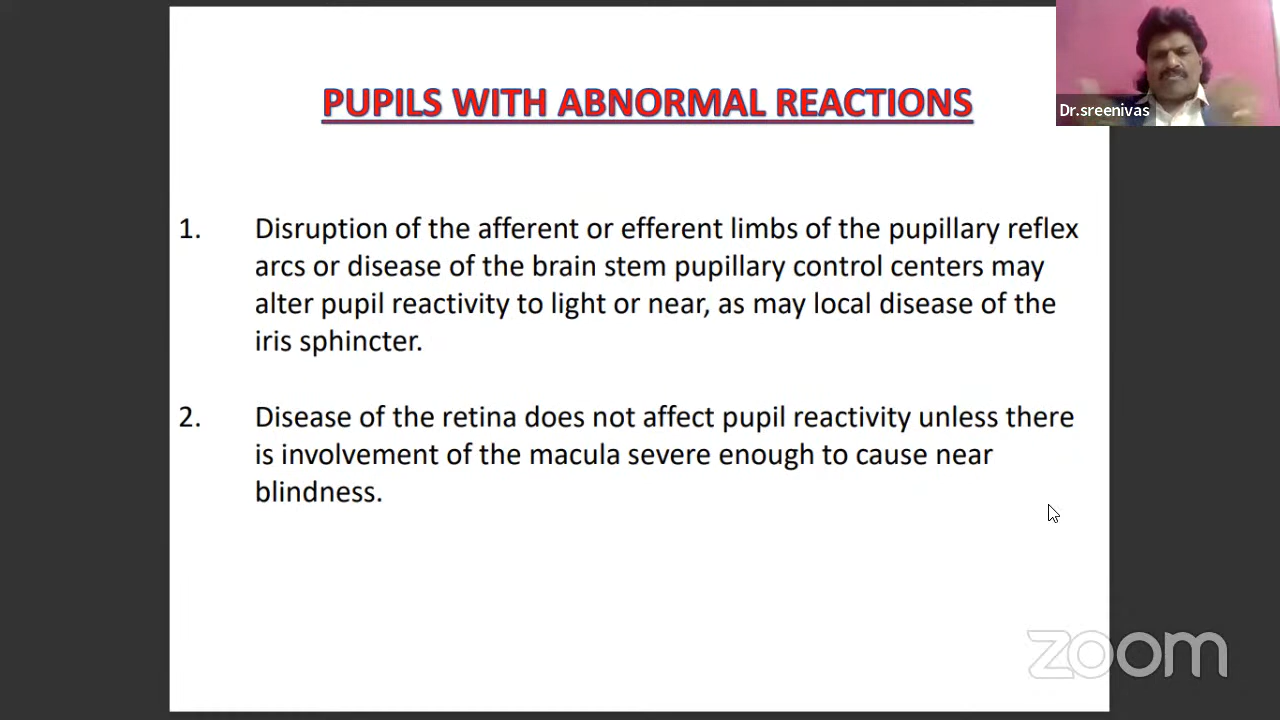 PUPILS WITH ABNORMAL REACTIONS
Dr.sreenivas
1. Disruption of the afferent or efferent limbs of the pupillary reflex
arcs or disease of the brain stem pupillary control centers may
alter pupil reactivity to light or near, as may local disease of the
iris sphincter.
2. Disease of the retina does not affect pupil reactivity unless there
is involvement of the macula severe enough to cause near
blindness.
zoom